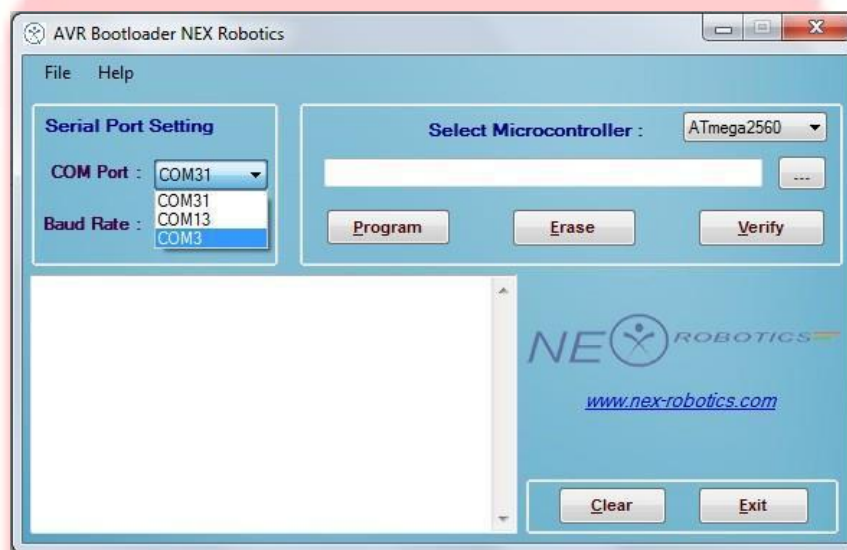 AVR Bootloader NEX Robotics
File Help
Serial Port Setting
COM Port : COM31
COM31
COM13
COM3
Baud Rate :
Select Microcontroller : ATmega2560
...
Program Erase Verify
NEX ROBOTICS
www.nex-robotics.com
Clear Exit